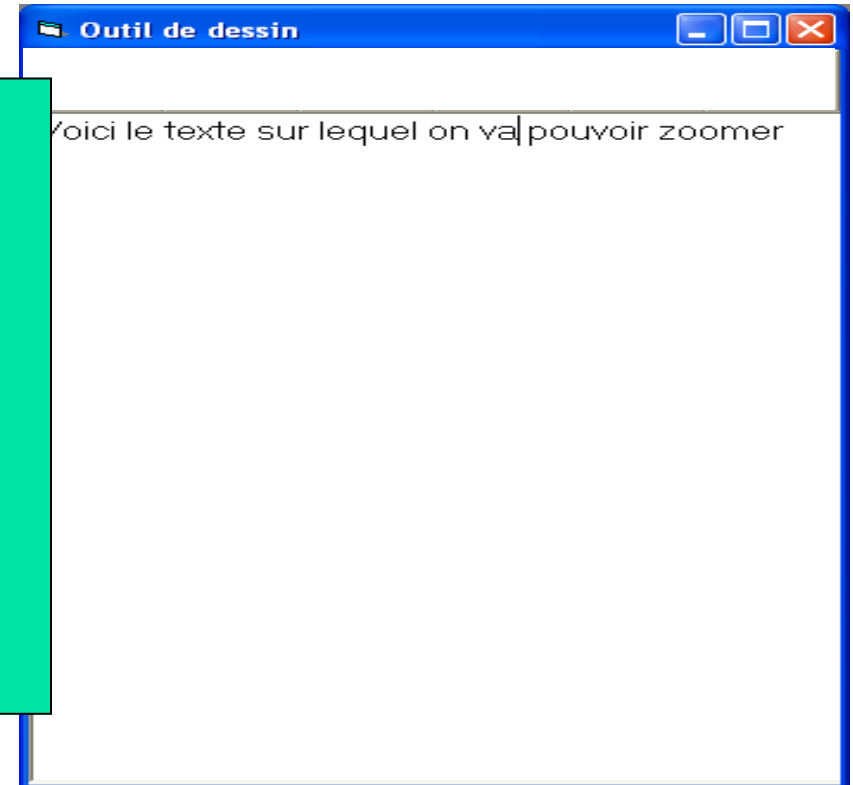 Outil de dessin
Voici le texte sur lequel on va pouvoir zoomer